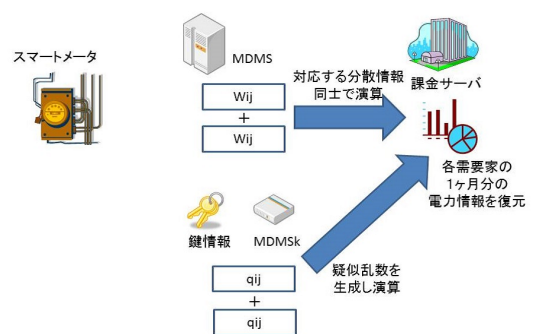 スマートメータ
MDMS
Wij
+
Wij
対応する分散情報
同士で演算
課金サーバ
各需要家の
1ヶ月分の
電力情報を復元
鍵情報
MDMSk
qij
+
qij
疑似乱数を
生成し演算